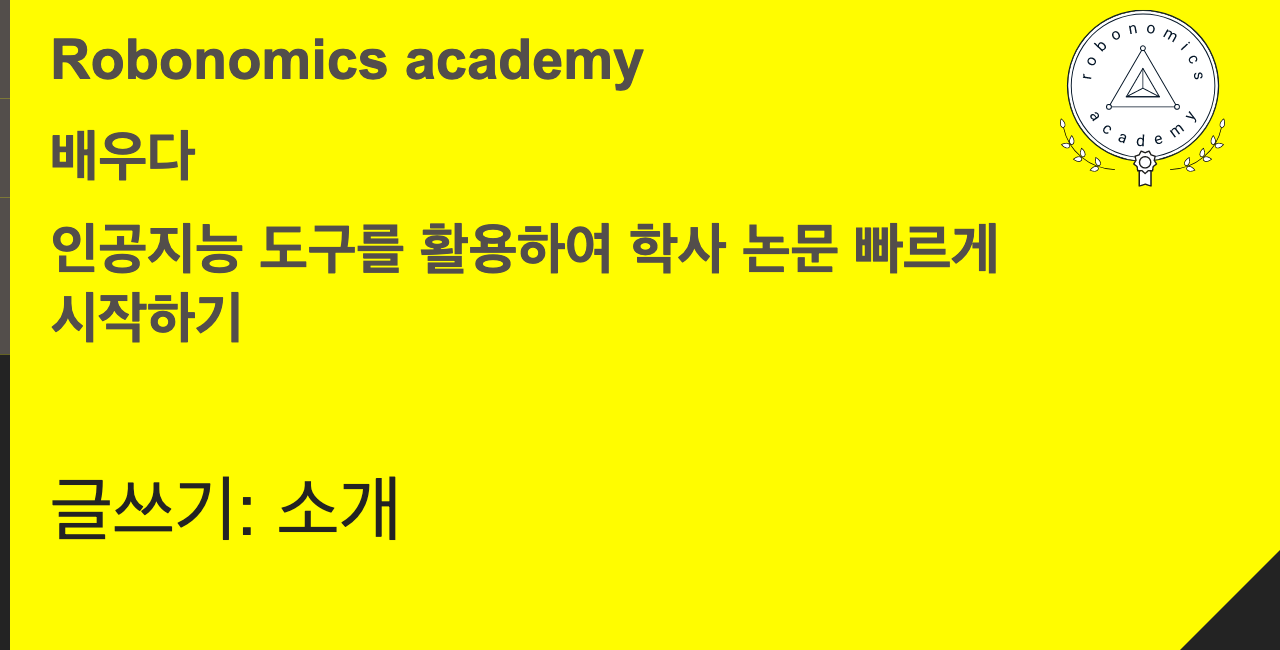 Robonomics academy
배우다
인공지능 도구를 활용하여 학사 논문 빠르게
시작하기
글쓰기: 소개
robonomics
academy